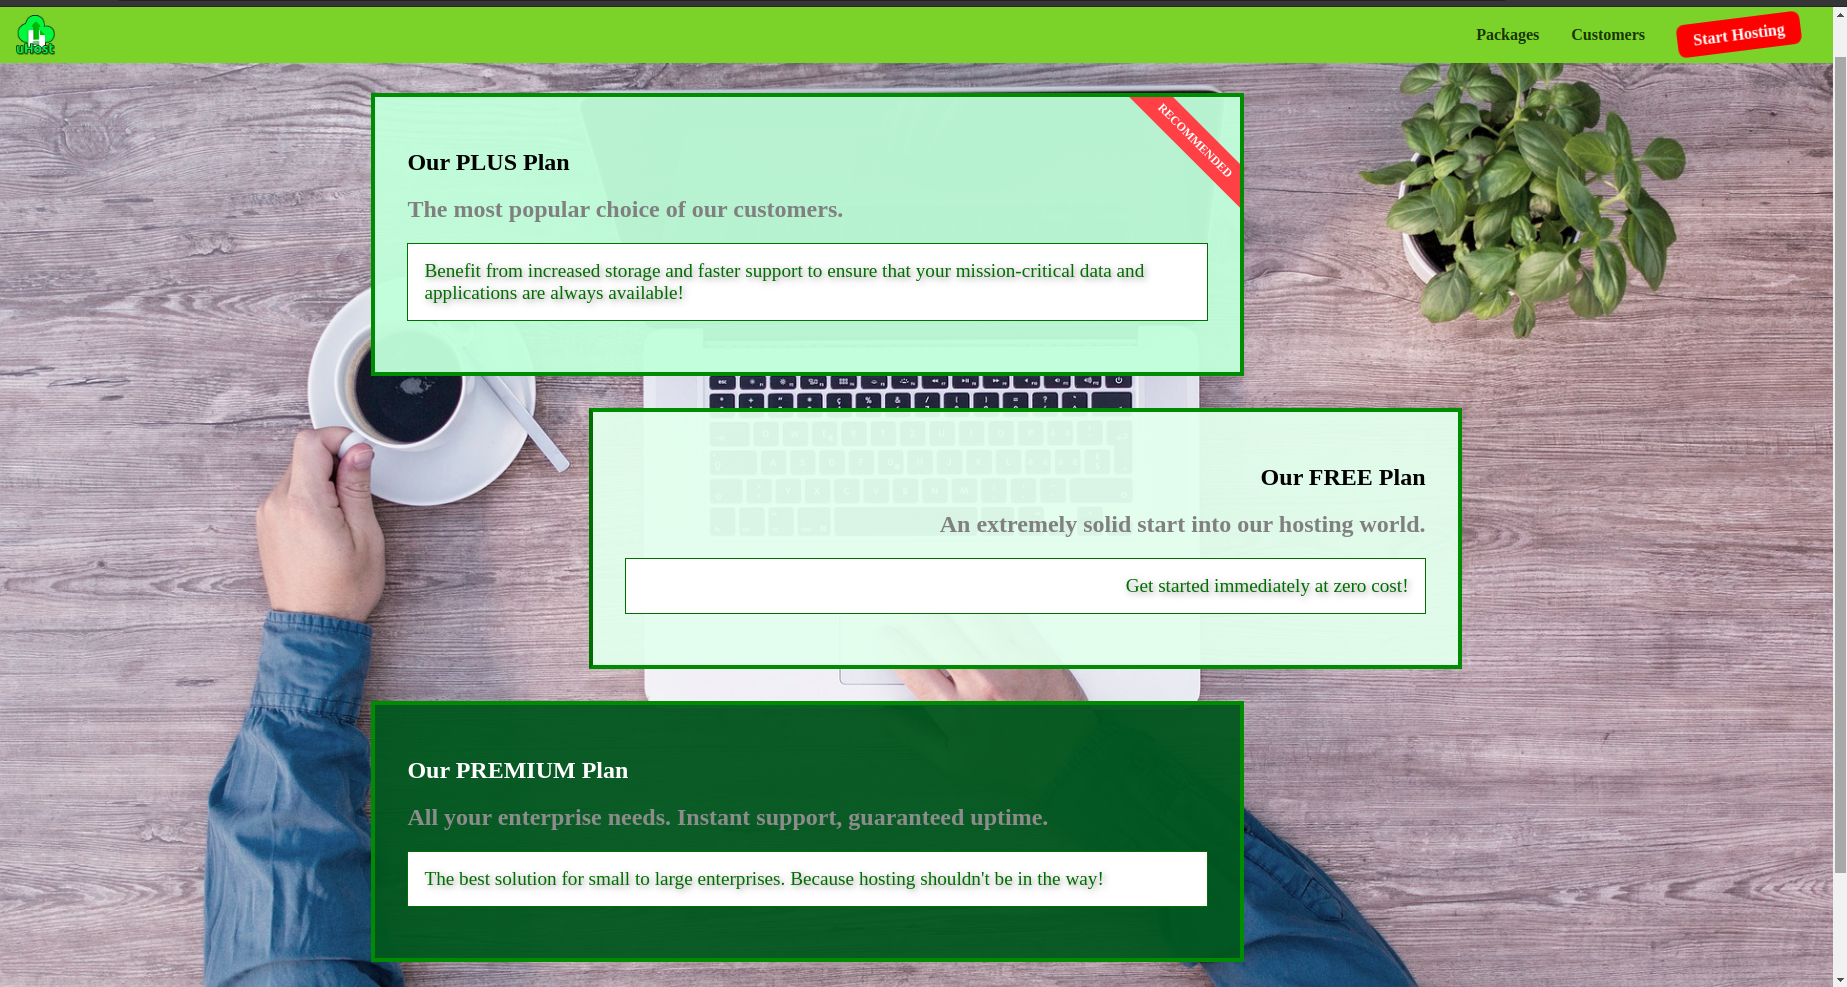 uHost
Packages
Customers
Start Hosting
RECOMMENDED
Our PLUS Plan
The most popular choice of our customers.
Benefit from increased storage and faster support to ensure that your mission-critical data and
applications are always available!
Our FREE Plan
An extremely solid start into our hosting world.
Get started immediately at zero cost!
Our PREMIUM Plan
All your enterprise needs. Instant support, guaranteed uptime.
The best solution for small to large enterprises. Because hosting shouldn't be in the way!